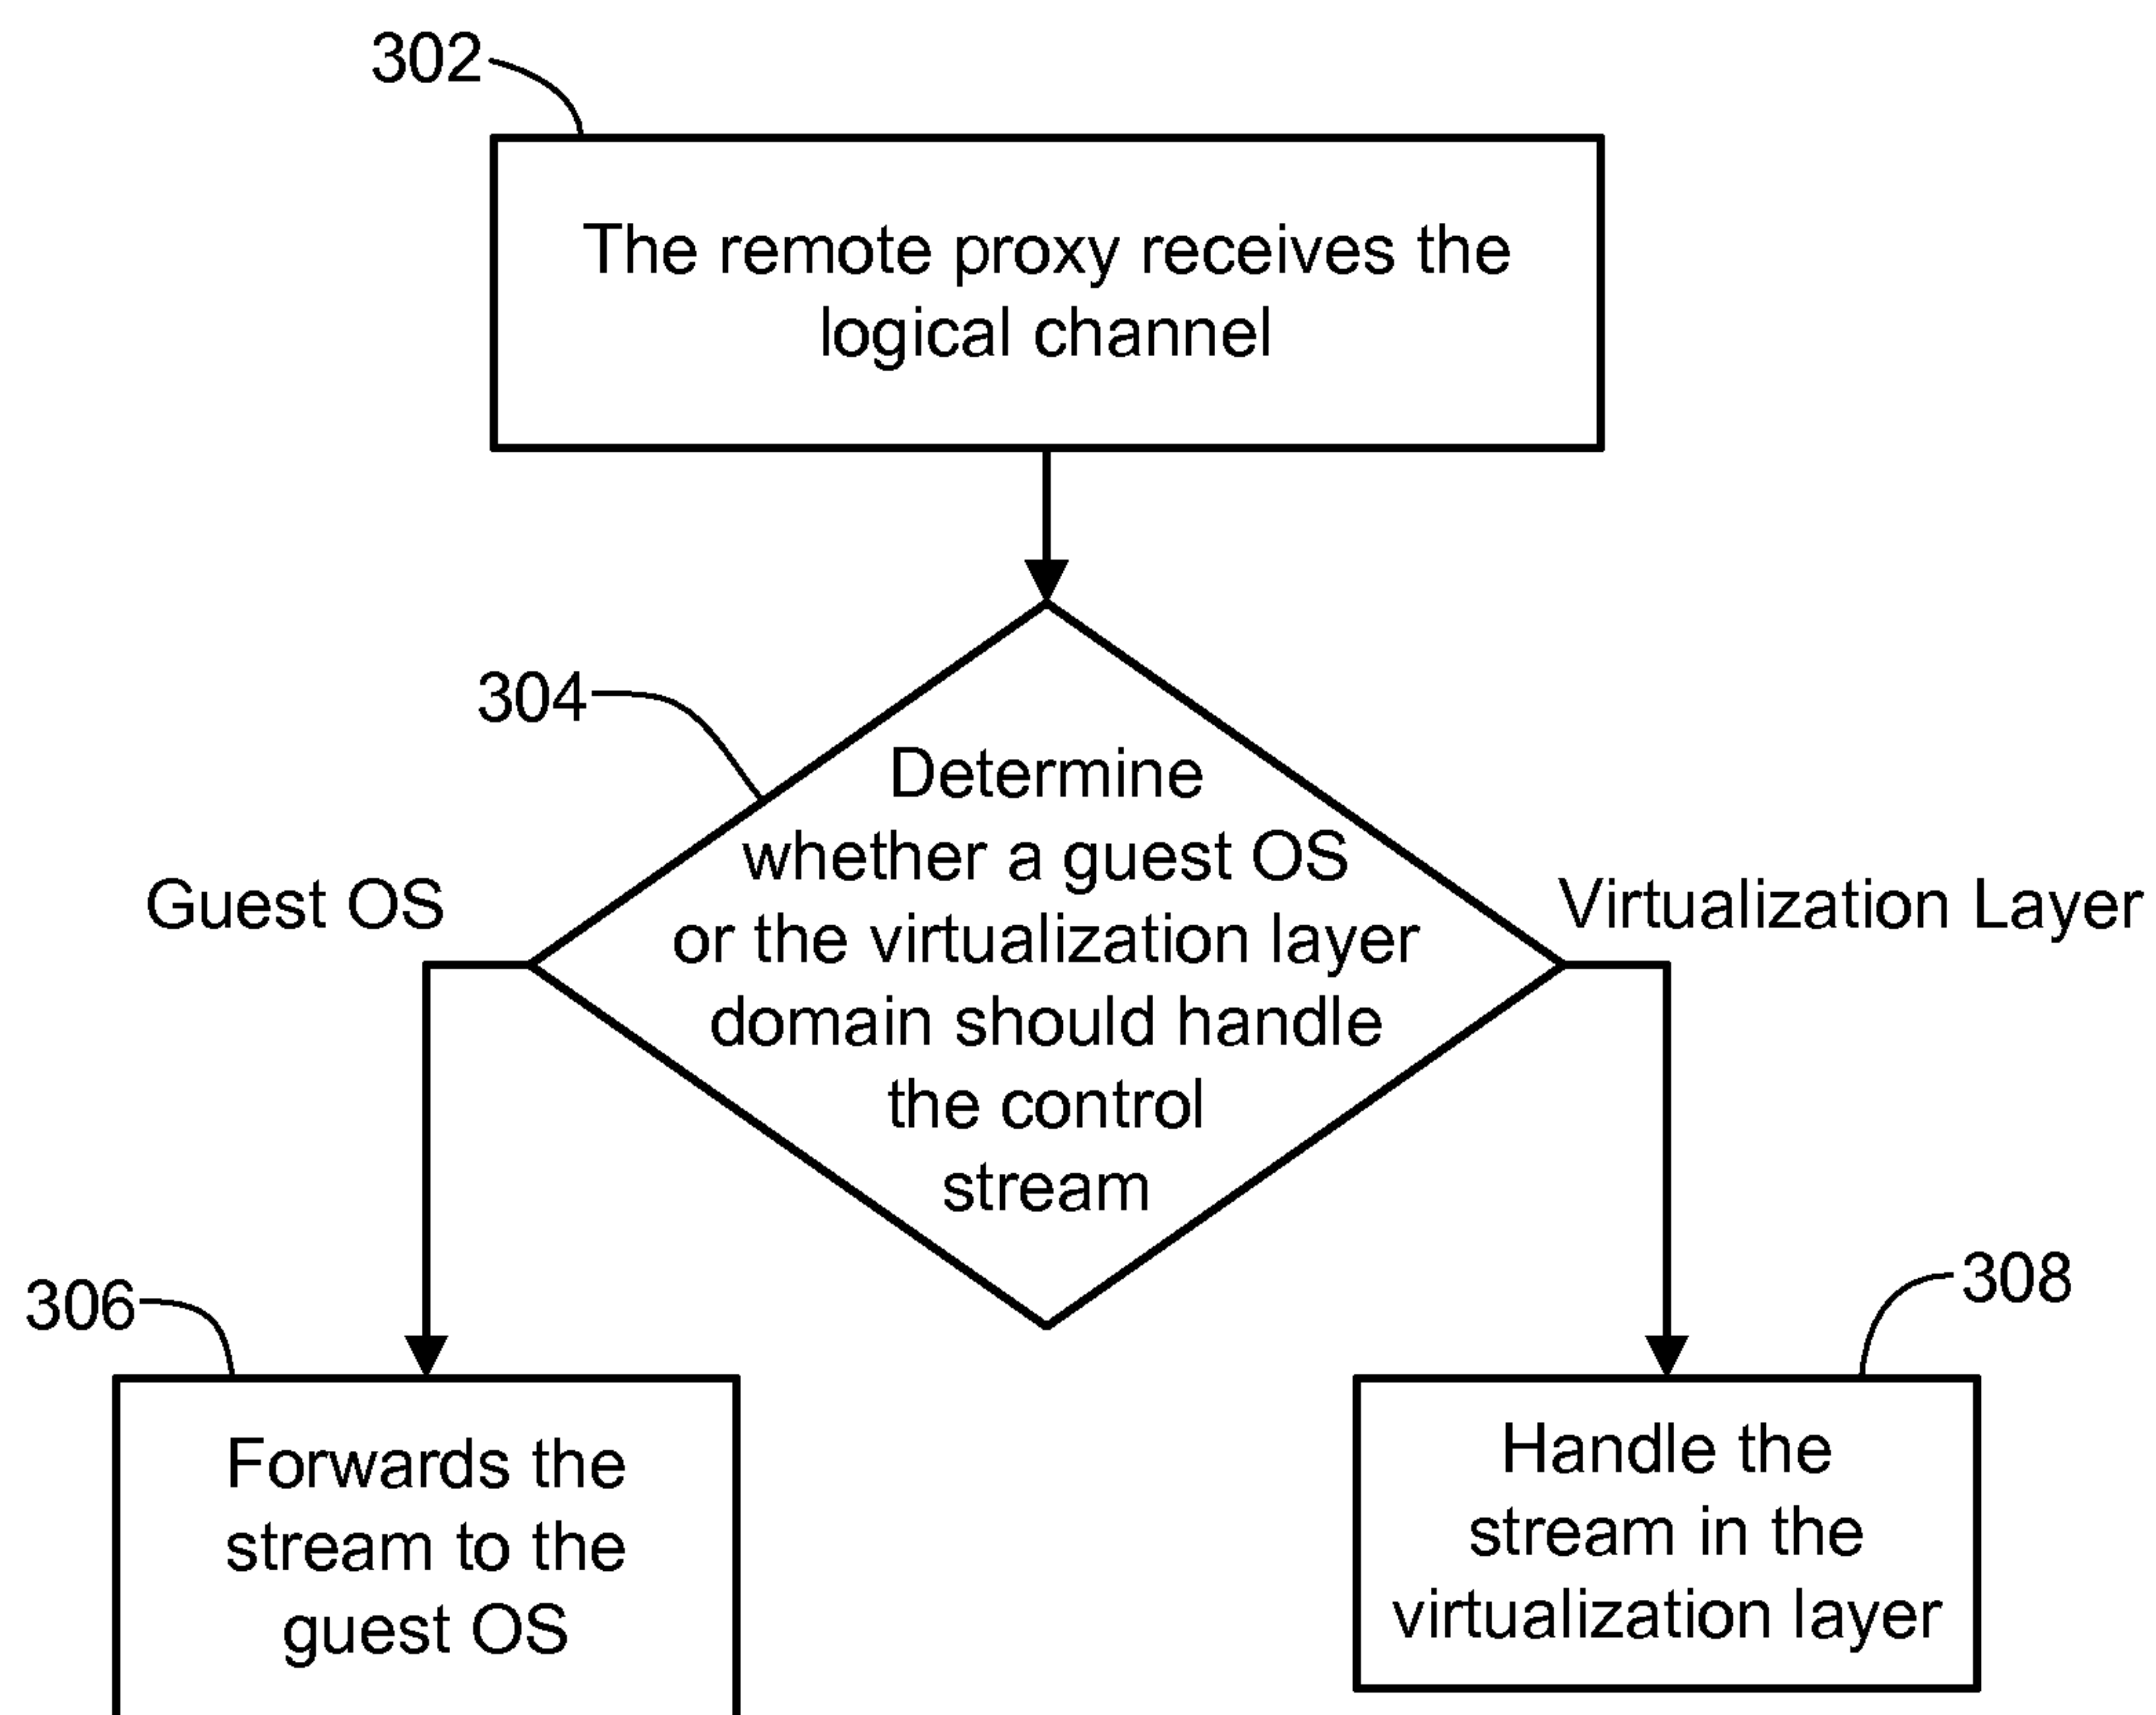 302
The remote proxy receives the
logical channel
304
Determine
whether a guest OS
or the virtualization layer
domain should handle
the control
stream
Guest OS
Virtualization Layer
306
Forwards the
stream to the
guest OS
308
Handle the
stream in the
virtualization layer